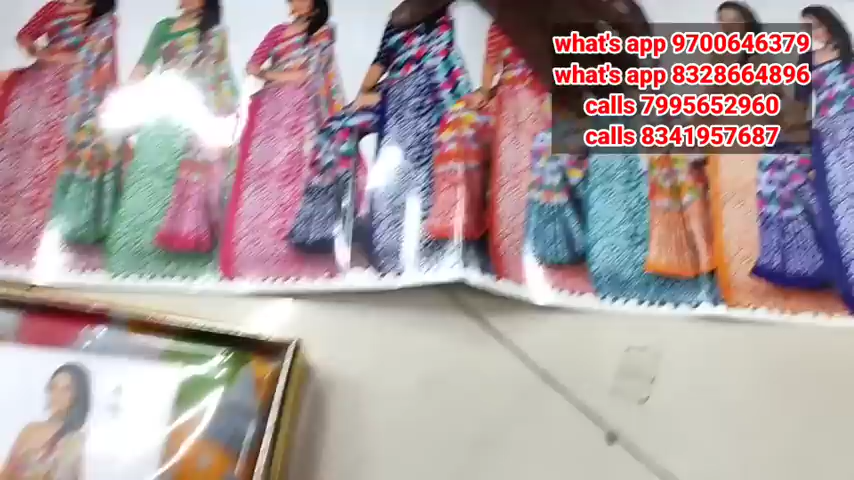 what's app 9700646379
what's app 8328664896
calls 7995652960
calls 8341957687